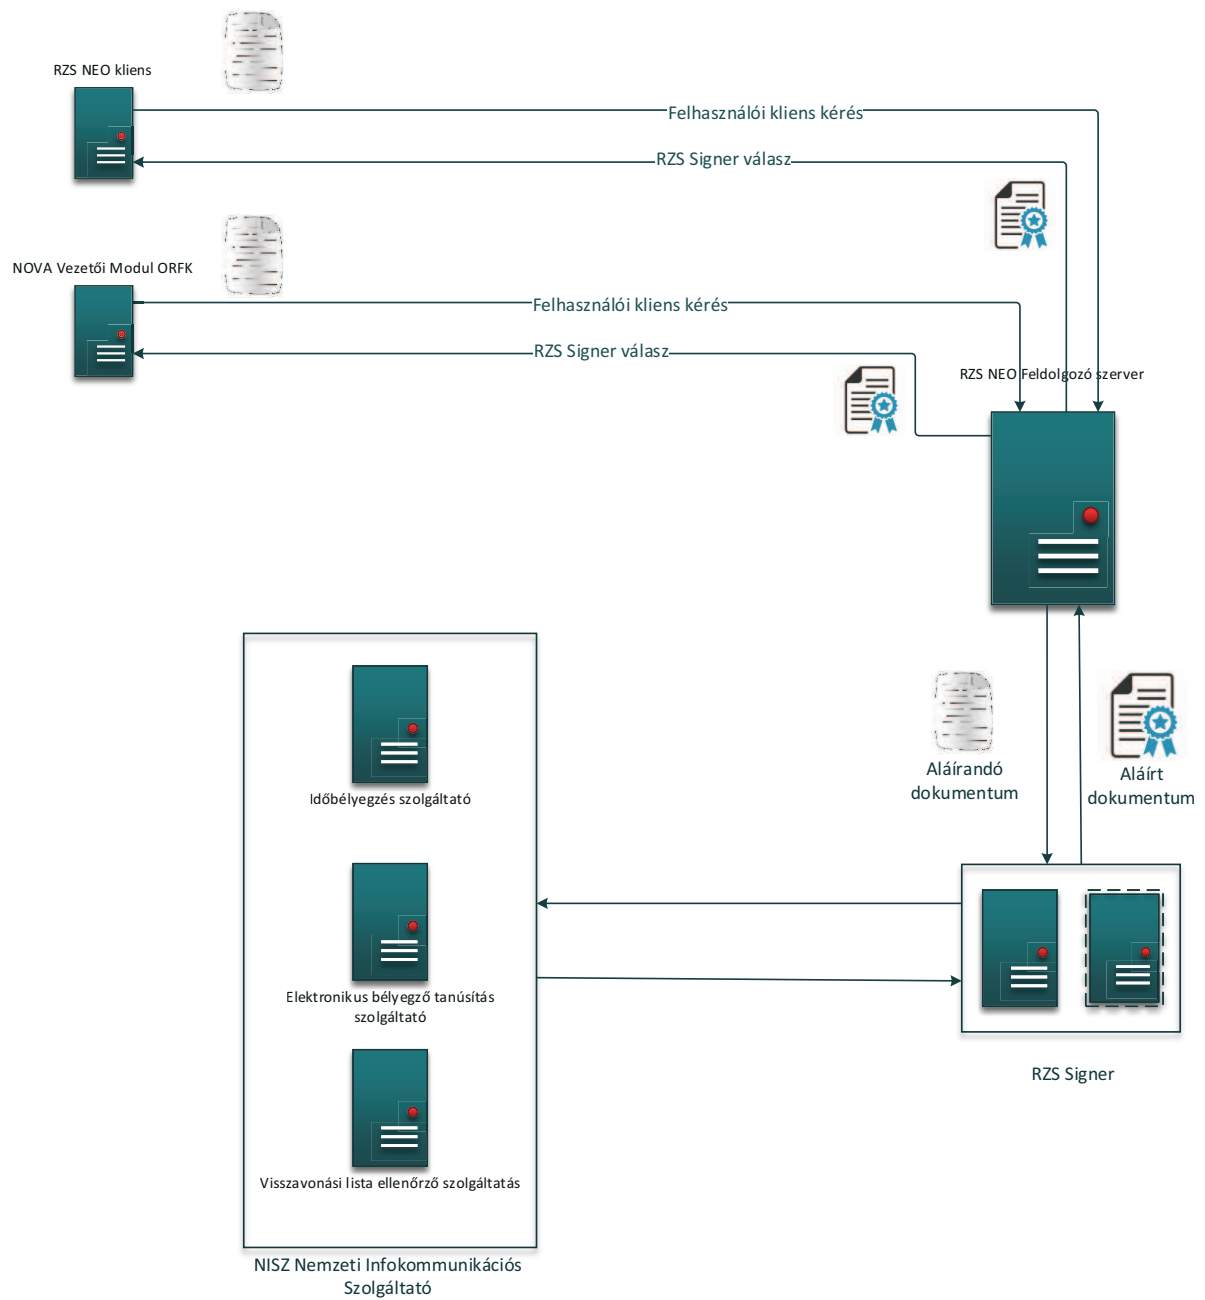 RZS NEO kliens
Felhasználói kliens kérés
RZS Signer válasz
NOVA Vezetői Modul ORFK
Felhasználói kliens kérés
RZS Signer válasz
RZS NEO Feldolgozó szerver
Aláírandó
dokumentum
Aláírt
dokumentum
Időbélyegzés szolgáltató
Elektronikus bélyegző tanúsítás
szolgáltató
Visszavonási lista ellenőrző szolgáltatás
RZS Signer
NISZ Nemzeti Infokommunikációs
Szolgáltató